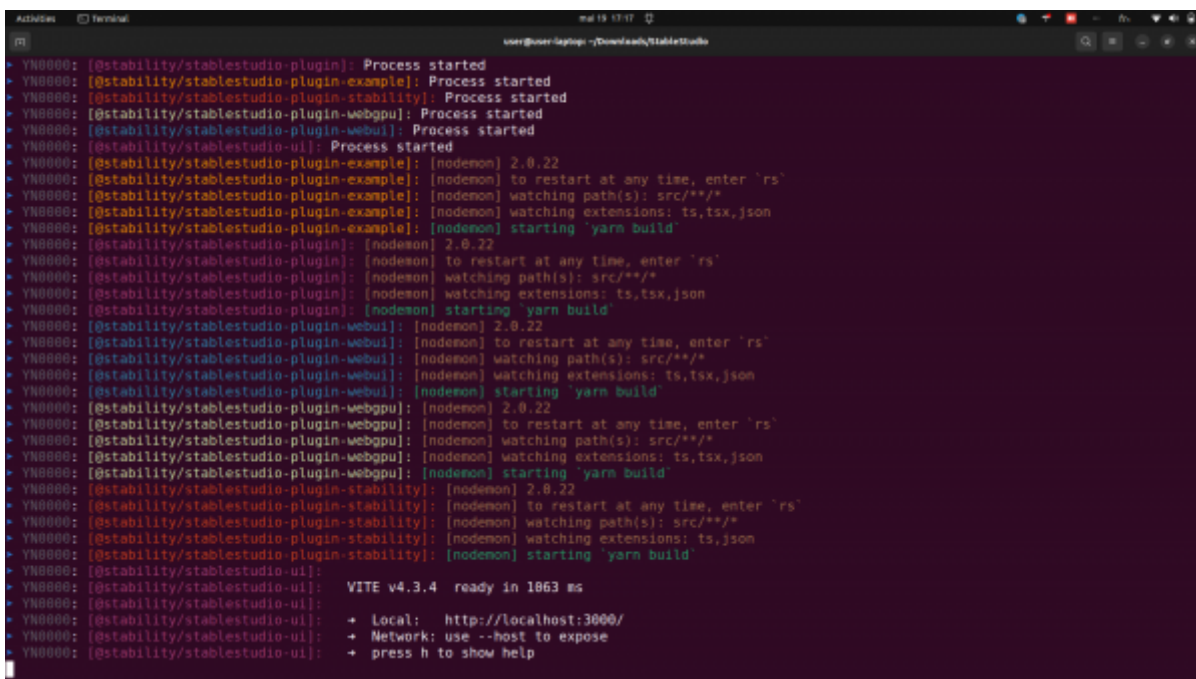 Activities Terminal mai 19 17:17
user@user-laptop: ~/Downloads/StableStudio
YN0000: [@stability/stablestudio-plugin]: Process started
YN0000: [@stability/stablestudio-plugin-example]: Process started
YN0000: [@stability/stablestudio-plugin-stability]: Process started
YN0000: [@stability/stablestudio-plugin-webgpu]: Process started
YN0000: [@stability/stablestudio-plugin-webui]: Process started
YN0000: [@stability/stablestudio-ui]: Process started
YN0000: [@stability/stablestudio-plugin-example]: [nodemon] 2.0.22
YN0000: [@stability/stablestudio-plugin-example]: [nodemon] to restart at any time, enter `rs`
YN0000: [@stability/stablestudio-plugin-example]: [nodemon] watching path(s): src/**/*
YN0000: [@stability/stablestudio-plugin-example]: [nodemon] watching extensions: ts,tsx,json
YN0000: [@stability/stablestudio-plugin-example]: [nodemon] starting `yarn build`
YN0000: [@stability/stablestudio-plugin]: [nodemon] 2.0.22
YN0000: [@stability/stablestudio-plugin]: [nodemon] to restart at any time, enter `rs`
YN0000: [@stability/stablestudio-plugin]: [nodemon] watching path(s): src/**/*
YN0000: [@stability/stablestudio-plugin]: [nodemon] watching extensions: ts,tsx,json
YN0000: [@stability/stablestudio-plugin]: [nodemon] starting `yarn build`
YN0000: [@stability/stablestudio-plugin-webui]: [nodemon] 2.0.22
YN0000: [@stability/stablestudio-plugin-webui]: [nodemon] to restart at any time, enter `rs`
YN0000: [@stability/stablestudio-plugin-webui]: [nodemon] watching path(s): src/**/*
YN0000: [@stability/stablestudio-plugin-webui]: [nodemon] watching extensions: ts,tsx,json
YN0000: [@stability/stablestudio-plugin-webui]: [nodemon] starting `yarn build`
YN0000: [@stability/stablestudio-plugin-webgpu]: [nodemon] 2.0.22
YN0000: [@stability/stablestudio-plugin-webgpu]: [nodemon] to restart at any time, enter `rs`
YN0000: [@stability/stablestudio-plugin-webgpu]: [nodemon] watching path(s): src/**/*
YN0000: [@stability/stablestudio-plugin-webgpu]: [nodemon] watching extensions: ts,tsx,json
YN0000: [@stability/stablestudio-plugin-webgpu]: [nodemon] starting `yarn build`
YN0000: [@stability/stablestudio-plugin-stability]: [nodemon] 2.0.22
YN0000: [@stability/stablestudio-plugin-stability]: [nodemon] to restart at any time, enter `rs`
YN0000: [@stability/stablestudio-plugin-stability]: [nodemon] watching path(s): src/**/*
YN0000: [@stability/stablestudio-plugin-stability]: [nodemon] watching extensions: ts,json
YN0000: [@stability/stablestudio-plugin-stability]: [nodemon] starting `yarn build`
YN0000: [@stability/stablestudio-ui]:
YN0000: [@stability/stablestudio-ui]: VITE v4.3.4 ready in 1063 ms
YN0000: [@stability/stablestudio-ui]:
YN0000: [@stability/stablestudio-ui]: ➜ Local: http://localhost:3000/
YN0000: [@stability/stablestudio-ui]: ➜ Network: use --host to expose
YN0000: [@stability/stablestudio-ui]: ➜ press h to show help